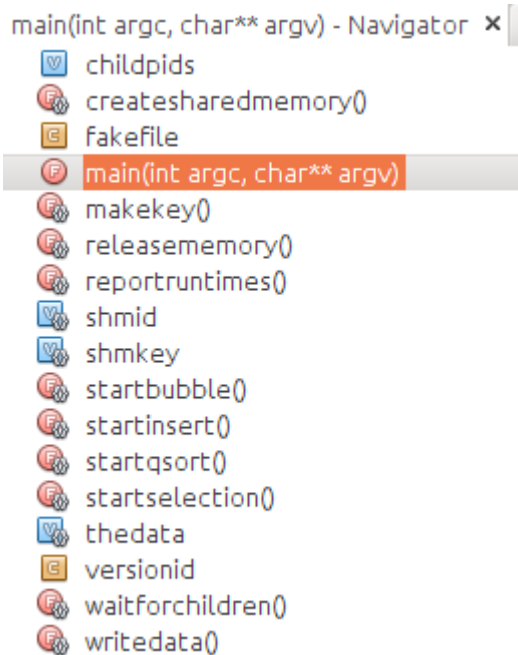 main(int argc, char** argv) - Navigator ×
childpids
createsharedmemory()
fakefile
main(int argc, char** argv)
makekey()
releasememory()
reportruntimes()
shmid
shmkey
startbubble()
startinsert()
startqsort()
startselection()
thedata
versionid
waitforchildren()
writedata()